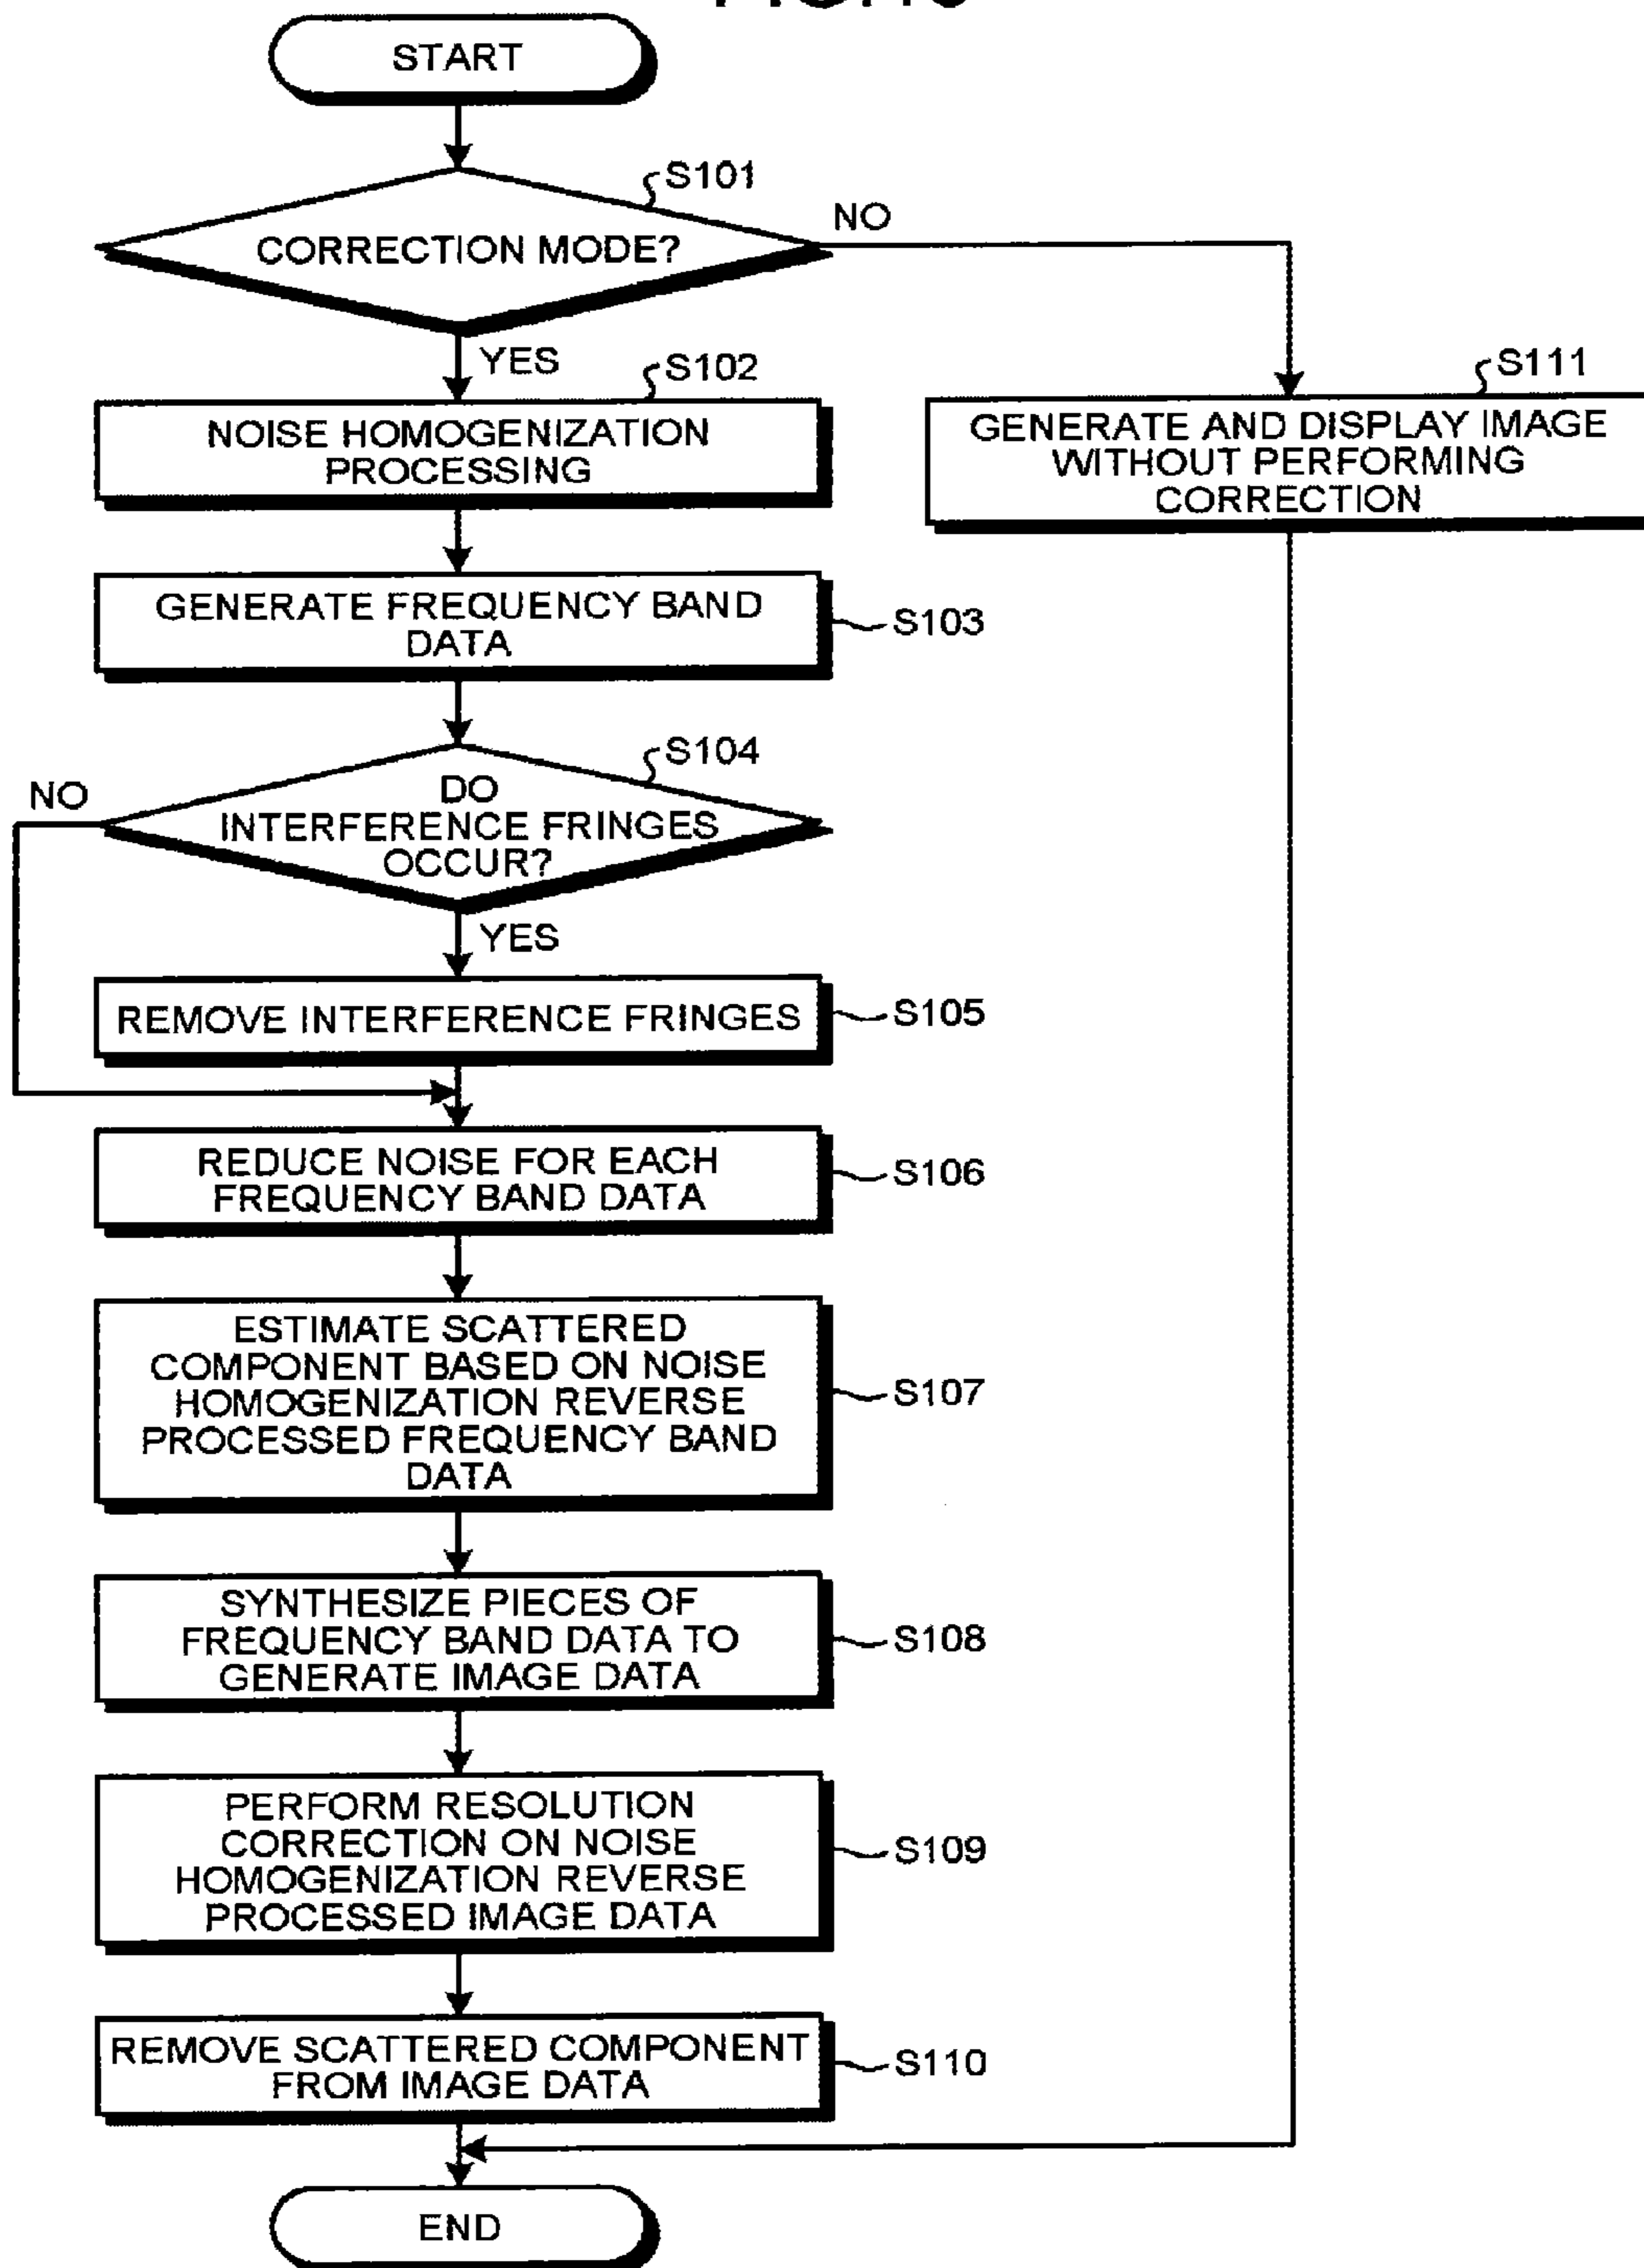 START
S101
NO
CORRECTION MODE?
YES
S102
NOISE HOMOGENIZATION
PROCESSING
S111
GENERATE AND DISPLAY IMAGE
WITHOUT PERFORMING
CORRECTION
GENERATE FREQUENCY BAND
DATA
S103
S104
NO
DO
INTERFERENCE FRINGES
OCCUR?
YES
REMOVE INTERFERENCE FRINGES
S105
REDUCE NOISE FOR EACH
FREQUENCY BAND DATA
S106
ESTIMATE SCATTERED
COMPONENT BASED ON NOISE
HOMOGENIZATION REVERSE
PROCESSED FREQUENCY BAND
DATA
S107
SYNTHESIZE PIECES OF
FREQUENCY BAND DATA TO
GENERATE IMAGE DATA
S108
PERFORM RESOLUTION
CORRECTION ON NOISE
HOMOGENIZATION REVERSE
PROCESSED IMAGE DATA
S109
REMOVE SCATTERED COMPONENT
FROM IMAGE DATA
S110
END